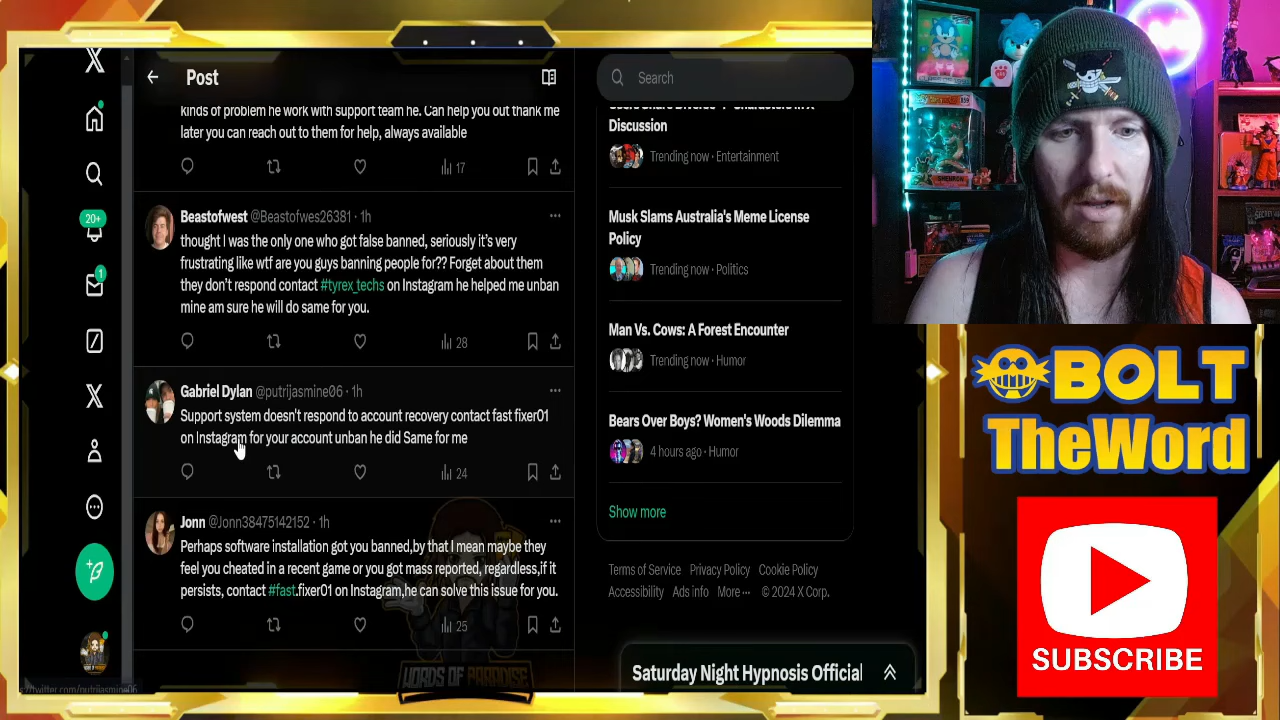 Post
kinds of problem he work with support team he. Can help you out thank me
later you can reach out to them for help, always available
17
Beastofwest @Beastofwes26381 · 1h
thought I was the only one who got false banned, seriously it's very
frustrating like wtf are you guys banning people for?? Forget about them
they don't respond contact #tyrex_techs on Instagram he helped me unban
mine am sure he will do same for you.
28
Gabriel Dylan @putrijasmine06 · 1h
Support system doesn't respond to account recovery contact fast fixer01
on Instagram for your account unban he did Same for me
24
Jonn @Jonn38475142152 · 1h
Perhaps software installation got you banned,by that I mean maybe they
feel you cheated in a recent game or you got mass reported, regardless,if it
persists, contact #fast.fixer01 on Instagram,he can solve this issue for you.
25
20+
1
Search
Discussion
Trending now · Entertainment
Musk Slams Australia's Meme License
Policy
Trending now · Politics
Man Vs. Cows: A Forest Encounter
Trending now · Humor
Bears Over Boys? Women's Woods Dilemma
4 hours ago · Humor
Show more
Terms of Service Privacy Policy Cookie Policy
Accessibility Ads info More ··· © 2024 X Corp.
Saturday Night Hypnosis Official
WORDS OF PARADISE
BOLT
TheWord
SUBSCRIBE